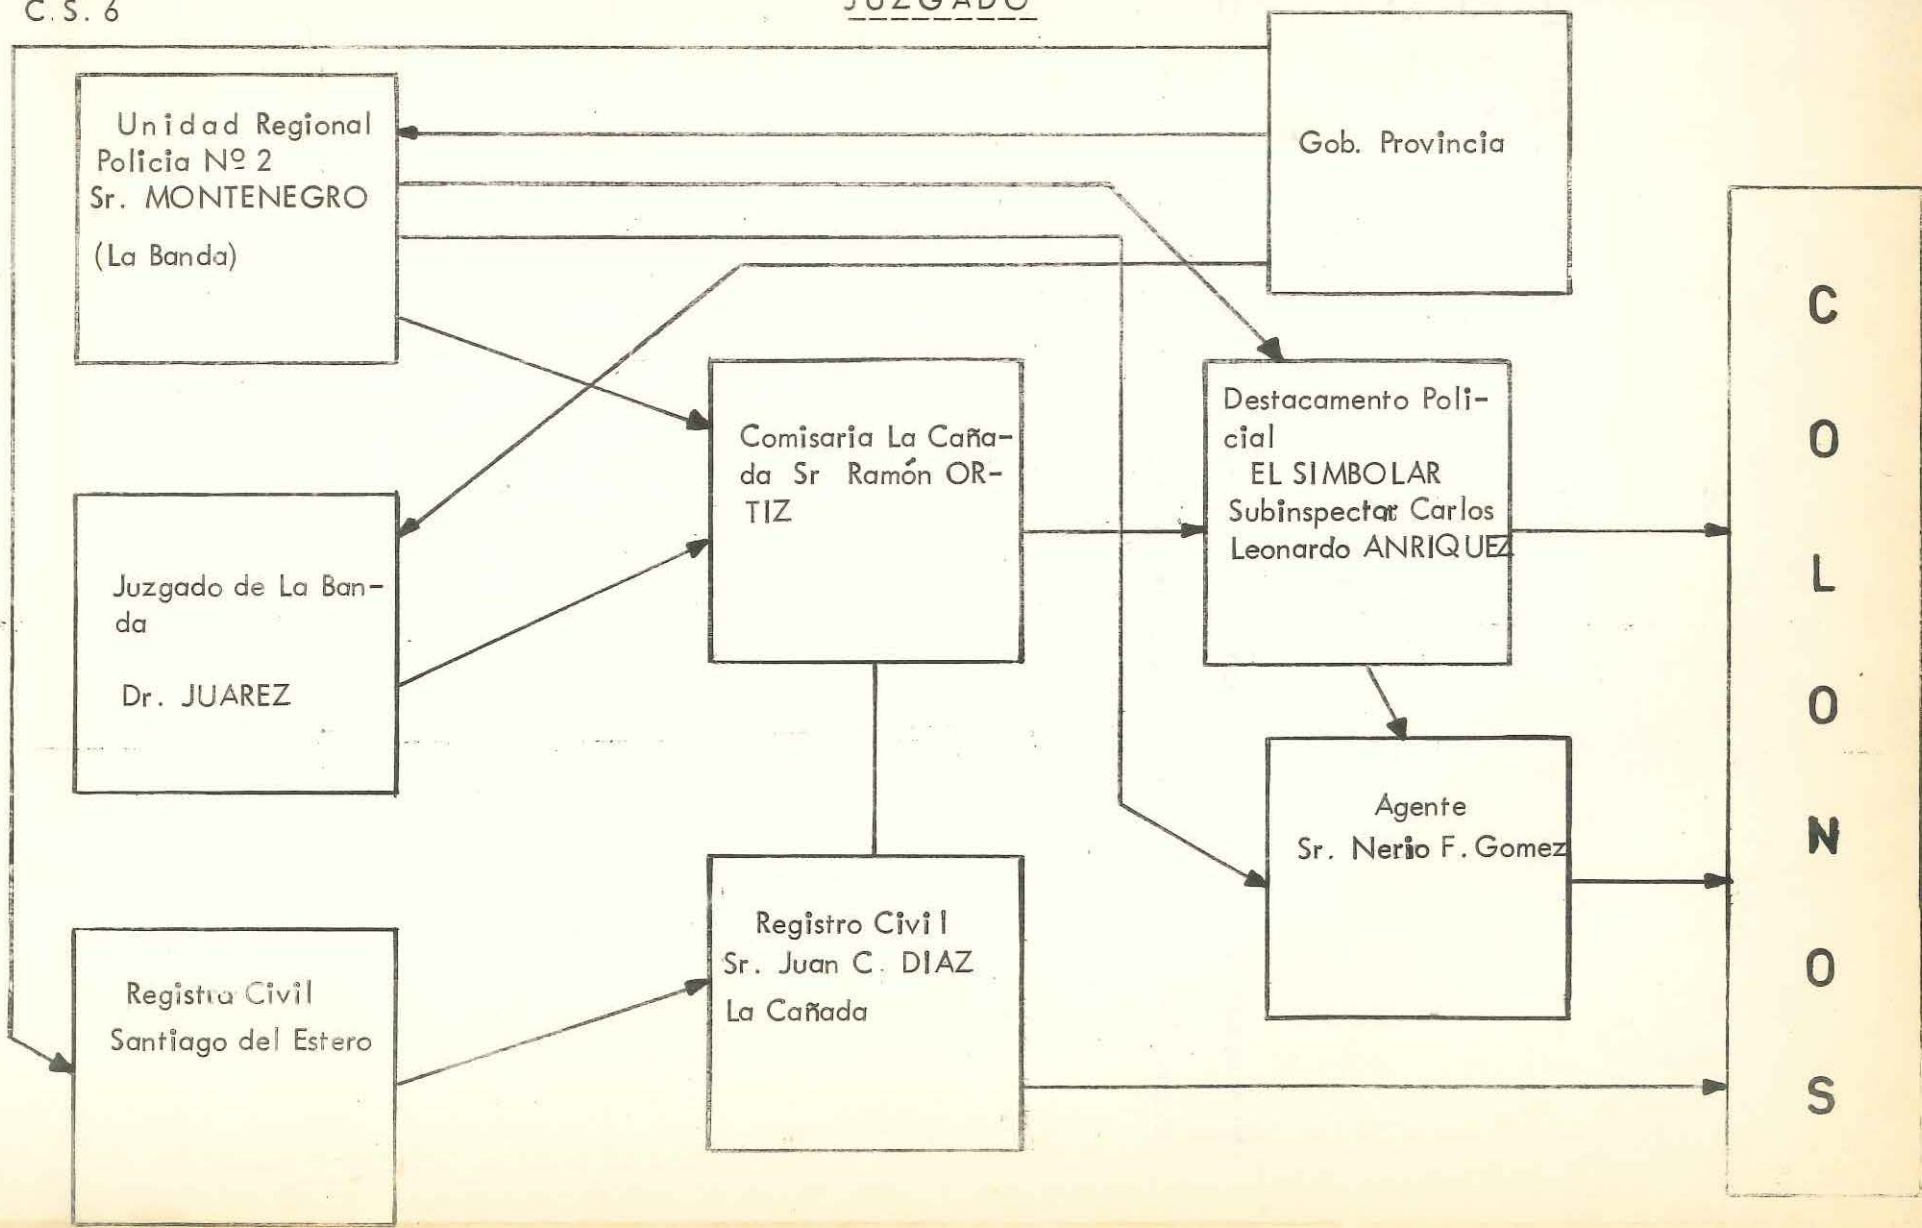 C.S. 6
JUZGADO
Unidad Regional
Policia Nº 2
Sr. MONTENEGRO
(La Banda)
Gob. Provincia
Comisaria La Caña-
da Sr Ramón OR-
TIZ
Destacamento Poli-
cial
EL SIMBOLAR
Subinspector Carlos
Leonardo ANRIQUEZ
Juzgado de La Ban-
da
Dr. JUAREZ
Agente
Sr. Nerio F. Gomez
Registro Civil
Sr. Juan C. DIAZ
La Cañada
Registro Civil
Santiago del Estero
C
O
L
O
N
O
S